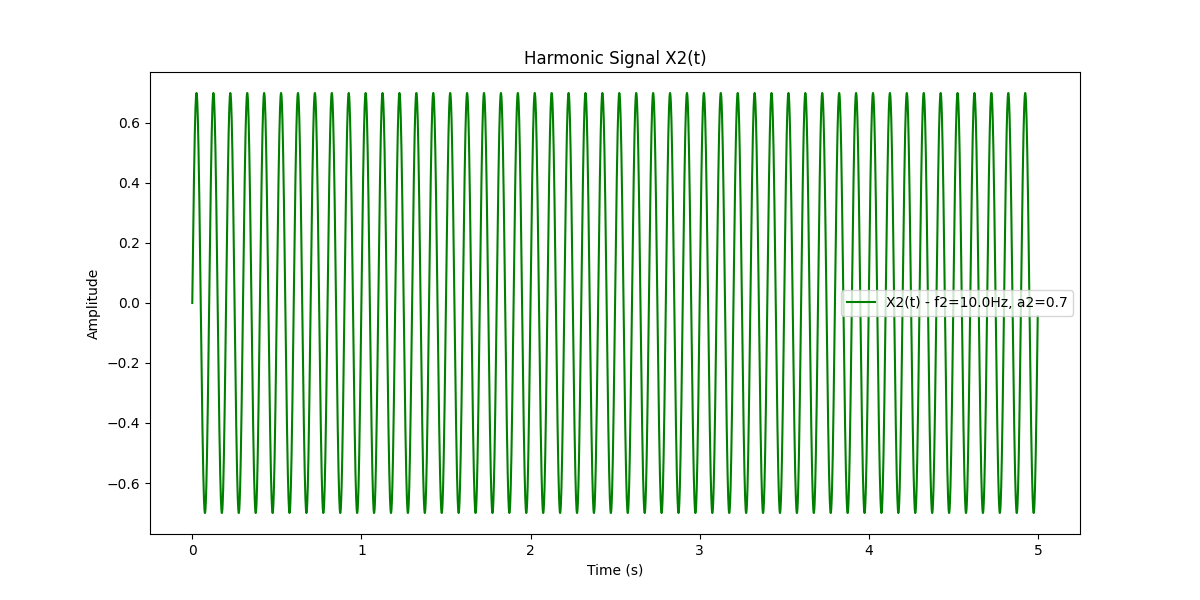 Harmonic Signal X2(t)
Amplitude
0.6
0.4
0.2
0.0
−0.2
−0.4
−0.6
X2(t) - f2=10.0Hz, a2=0.7
0 1 2 3 4 5
Time (s)